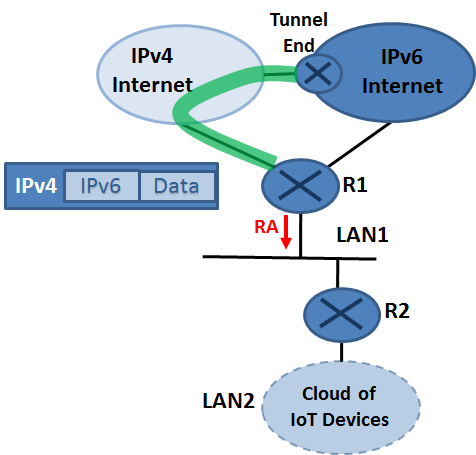 Tunnel
End
IPv4
Internet
IPv6
Internet
IPv4 IPv6 Data
R1
RA
LAN1
R2
LAN2
Cloud of
IoT Devices